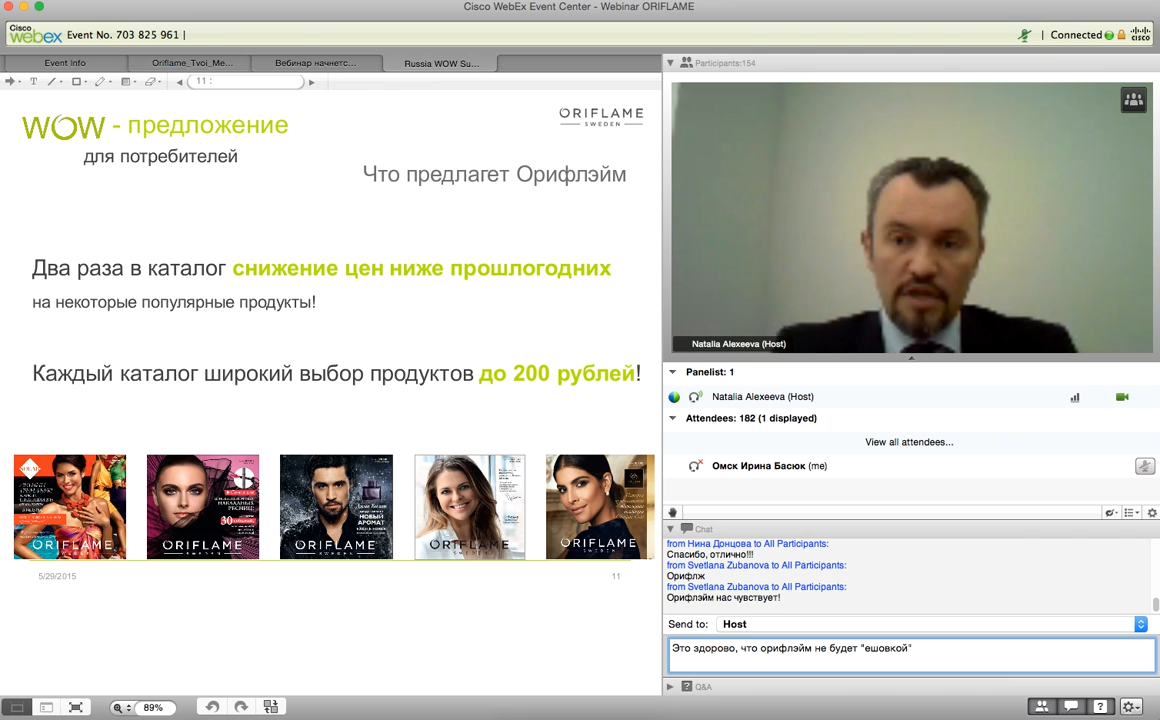 Cisco WebEx Event Center - Webinar ORIFLAME
Cisco webex Event No. 703 825 961 |
| Connected
CISCO
Event Info
Oriflame_Tvoi_Me...
Вебинар начнетс...
Russia WOW Su...
T
11 :
WOW - предложение
для потребителей
ORIFLAME
SWEDEN
Что предлагет Орифлэйм
Два раза в каталог снижение цен ниже прошлогодних
на некоторые популярные продукты!
Каждый каталог широкий выбор продуктов до 200 рублей!
ORIFLAME
ORIFLAME
30
НОВЫЙ
АРОМАТ
ORIFLAME
ORIFLAME
ORIFLAME
5/29/2015
11
Participants:154
Natalia Alexeeva (Host)
Panelist: 1
Natalia Alexeeva (Host)
Attendees: 182 (1 displayed)
View all attendees...
Омск Ирина Басюк (me)
Chat
from Нина Донцова to All Participants:
Спасибо, отлично!!!
from Svetlana Zubanova to All Participants:
Орифлж
from Svetlana Zubanova to All Participants:
Орифлэйм нас чувствует!
Send to: Host
Это здорово, что орифлэйм не будет "ешовкой"
? Q&A
89%
?